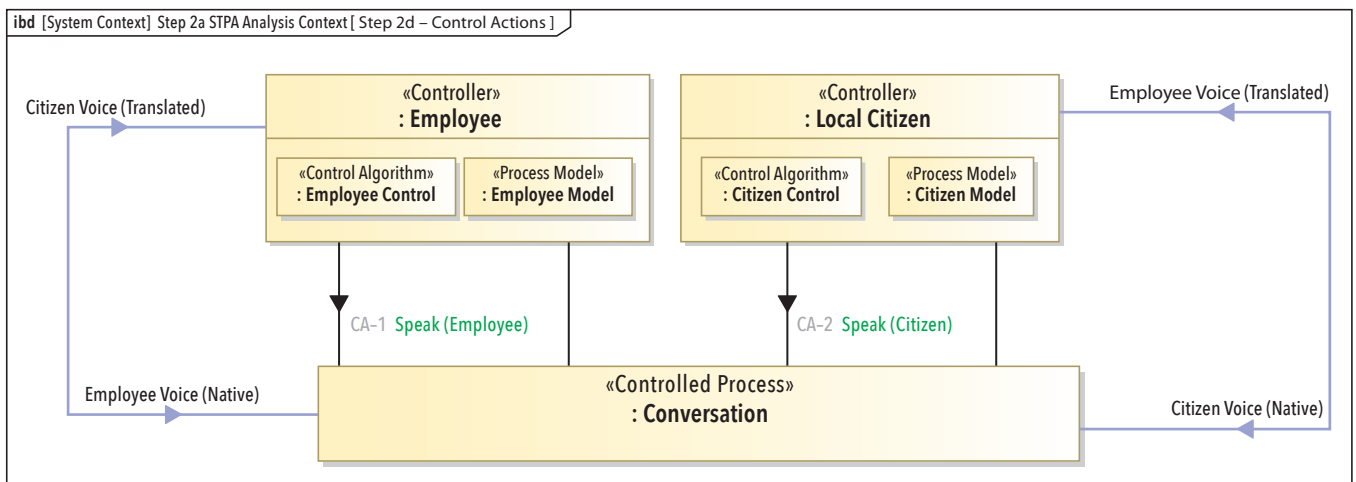 ibd [System Context] Step 2a STPA Analysis Context [ Step 2d – Control Actions ]
Citizen Voice (Translated)
«Controller»
: Employee
«Control Algorithm»
: Employee Control
«Process Model»
: Employee Model
«Controller»
: Local Citizen
«Control Algorithm»
: Citizen Control
«Process Model»
: Citizen Model
Employee Voice (Translated)
CA–1 Speak (Employee)
CA–2 Speak (Citizen)
Employee Voice (Native)
«Controlled Process»
: Conversation
Citizen Voice (Native)